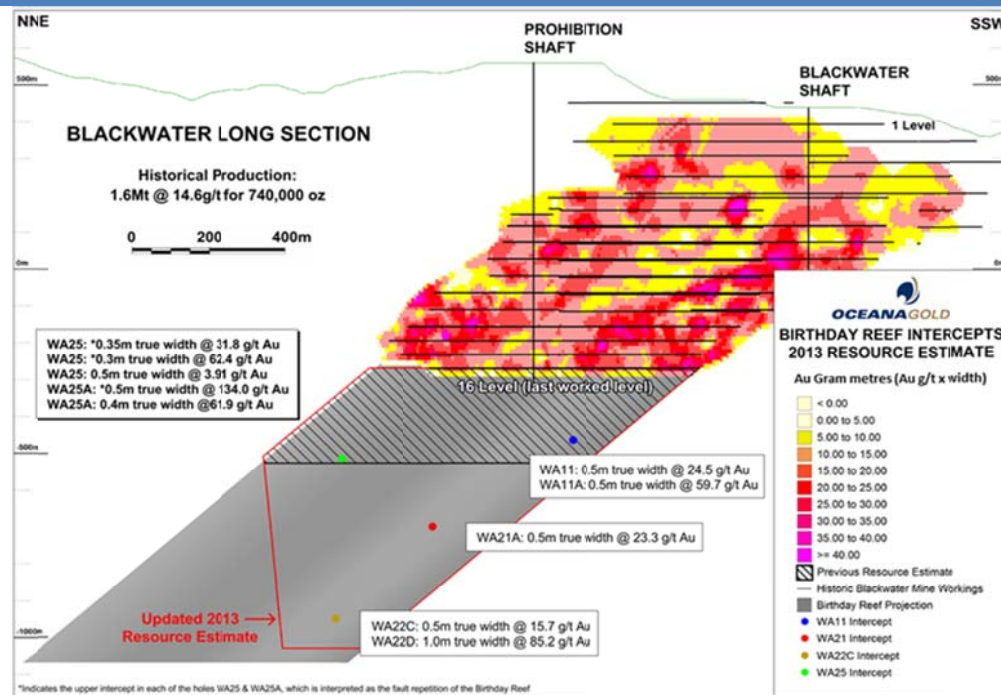 NNE
SSW
PROHIBITION
SHAFT
BLACKWATER
SHAFT
500m
500m
1 Level
BLACKWATER LONG SECTION
Historical Production:
1.6Mt @ 14.6g/t for 740,000 oz
0 200 400m
0m
WA25: *0.35m true width @ 31.8 g/t Au
WA25: *0.3m true width @ 62.4 g/t Au
WA25: 0.5m true width @ 3.91 g/t Au
WA25A: *0.5m true width @ 134.0 g/t Au
WA25A: 0.4m true width @61.9 g/t Au
16 Level (last worked level)
-500m
WA11: 0.5m true width @ 24.5 g/t Au
WA11A: 0.5m true width @ 59.7 g/t Au
WA21A: 0.5m true width @ 23.3 g/t Au
Updated 2013
Resource Estimate
WA22C: 0.5m true width @ 15.7 g/t Au
WA22D: 1.0m true width @ 85.2 g/t Au
-1000m
*Indicates the upper intercept in each of the holes WA25 & WA25A, which is interpreted as the fault repetition of the Birthday Reef
OCEANAGOLD
BIRTHDAY REEF INTERCEPTS
2013 RESOURCE ESTIMATE
Au Gram metres (Au g/t x width)
< 0.00
0.00 to 5.00
5.00 to 10.00
10.00 to 15.00
15.00 to 20.00
20.00 to 25.00
25.00 to 30.00
30.00 to 35.00
35.00 to 40.00
>= 40.00
Previous Resource Estimate
Historic Blackwater Mine Workings
Birthday Reef Projection
WA11 Intercept
WA21 Intercept
WA22C Intercept
WA25 Intercept